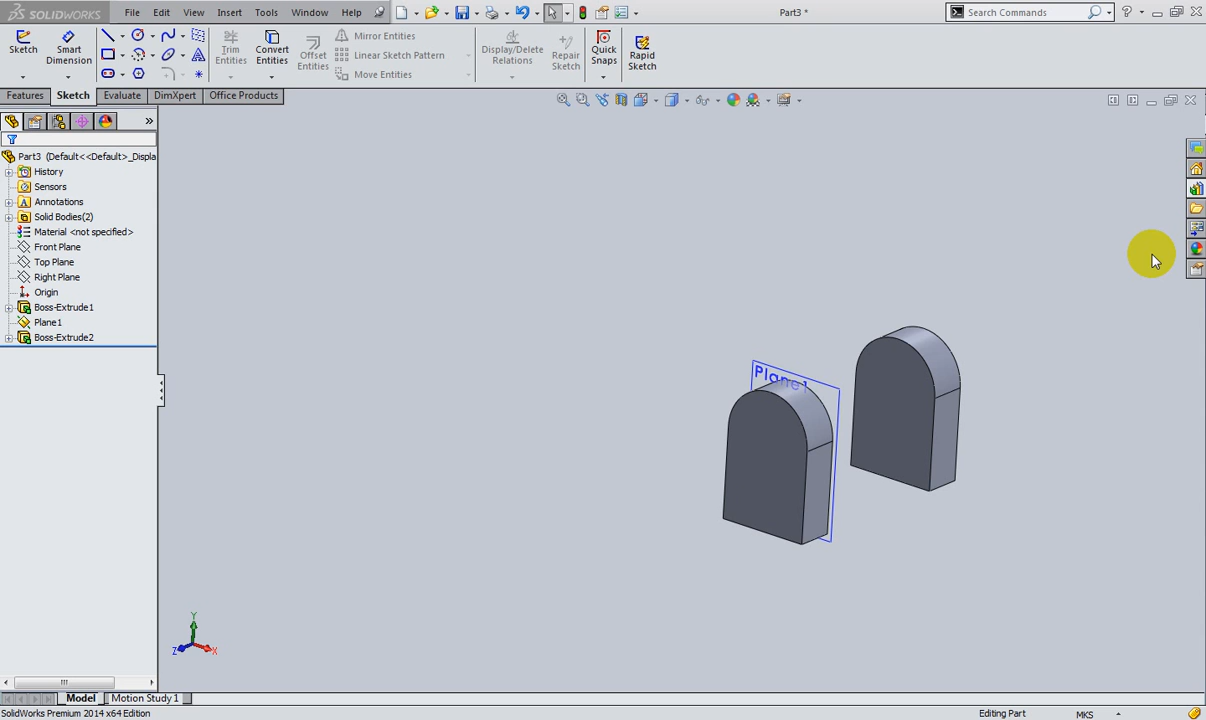 SOLIDWORKS File Edit View Insert Tools Window Help Part3 * Search Commands
Sketch Smart Dimension Trim Entities Convert Entities Offset Entities Mirror Entities Linear Sketch Pattern Move Entities Display/Delete Relations Repair Sketch Quick Snaps Rapid Sketch
Features Sketch Evaluate DimXpert Office Products
Part3 (Default<<Default>_Displa
History
Sensors
Annotations
Solid Bodies(2)
Material <not specified>
Front Plane
Top Plane
Right Plane
Origin
Boss-Extrude1
Plane1
Boss-Extrude2
Plane1
Y
Z X
Model Motion Study 1
SolidWorks Premium 2014 x64 Edition Editing Part MKS